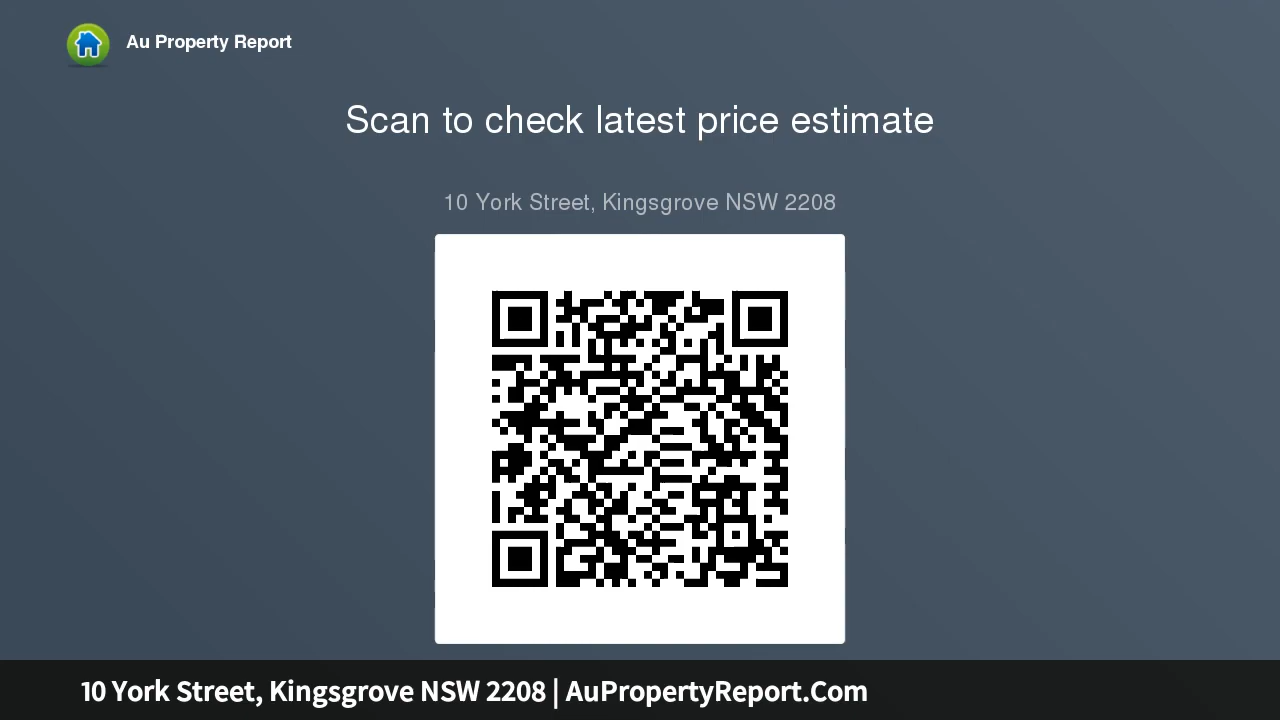 Au Property Report
Scan to check latest price estimate
10 York Street, Kingsgrove NSW 2208
10 York Street, Kingsgrove NSW 2208 | AuPropertyReport.Com